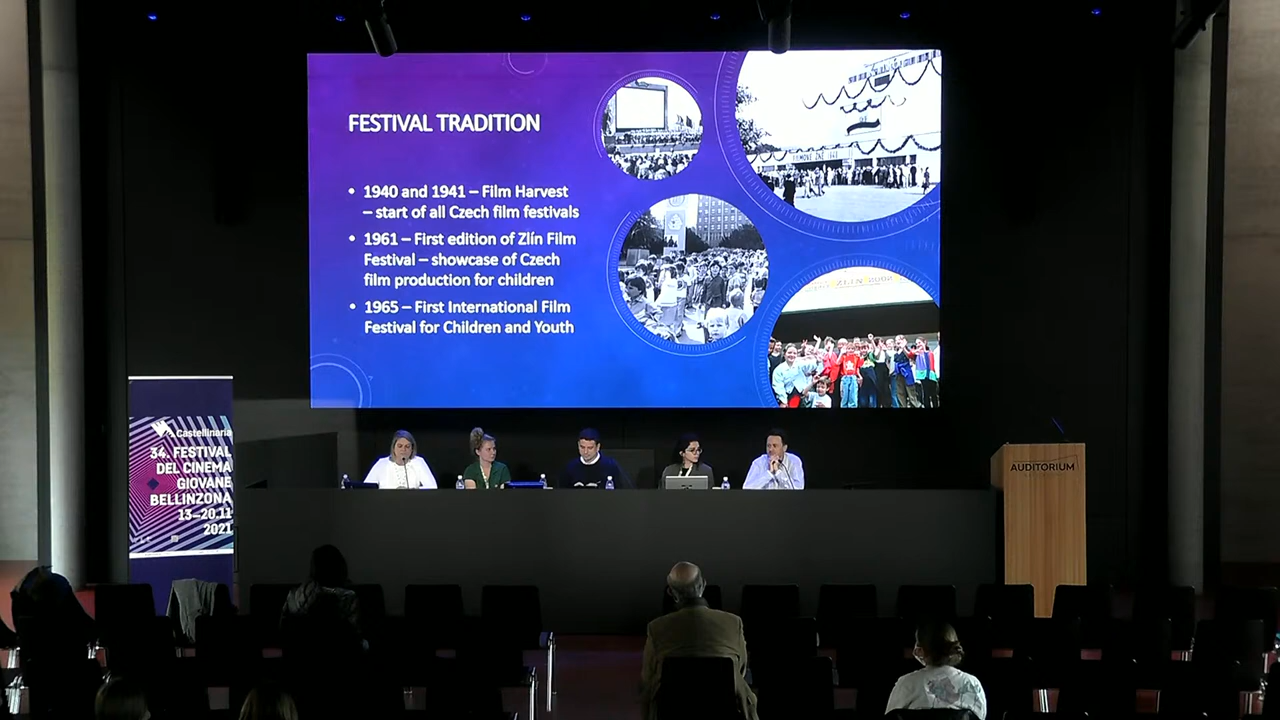 FESTIVAL TRADITION
• 1940 and 1941 – Film Harvest
– start of all Czech film festivals
• 1961 – First edition of Zlín Film
Festival – showcase of Czech
film production for children
• 1965 – First International Film
Festival for Children and Youth
Castellinaria
34. FESTIVAL
DEL CINEMA
GIOVANE
BELLINZONA
13–20.11
2021
AUDITORIUM